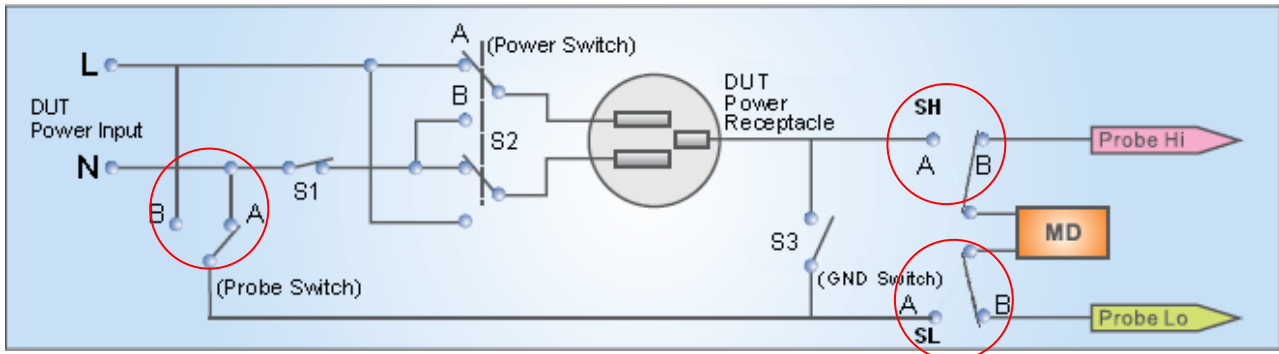 A
(Power Switch)
L
DUT
Power Input
B
DUT
Power
Receptacle
SH
N
S1
S2
A
B
Probe Hi
B
A
S3
MD
(Probe Switch)
(GND Switch)
A
B
SL
Probe Lo